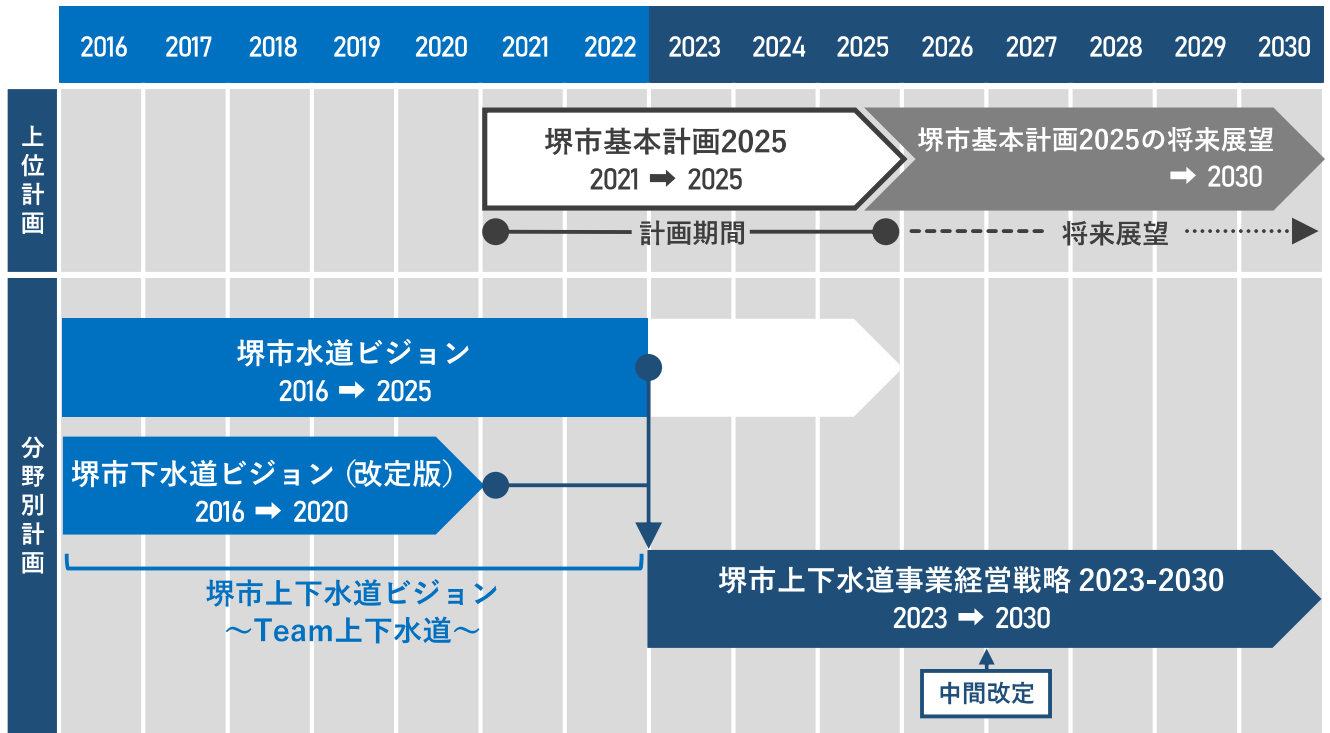 2016 2017 2018 2019 2020 2021 2022 2023 2024 2025 2026 2027 2028 2029 2030
上位計画
堺市基本計画2025
2021 ➡ 2025
堺市基本計画2025の将来展望
➡ 2030
計画期間
将来展望
分野別計画
堺市水道ビジョン
2016 ➡ 2025
堺市下水道ビジョン（改定版）
2016 ➡ 2020
堺市上下水道ビジョン
～Team上下水道～
堺市上下水道事業経営戦略 2023-2030
2023 ➡ 2030
中間改定